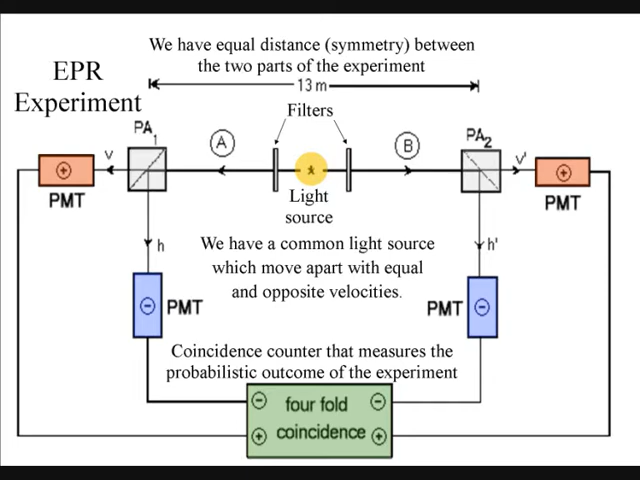 We have equal distance (symmetry) between
the two parts of the experiment
EPR
Experiment
13 m
Filters
PA1
A
B
PA2
v
v'
PMT
PMT
Light
source
h
h'
We have a common light source
which move apart with equal
and opposite velocities.
PMT
PMT
Coincidence counter that measures the
probabilistic outcome of the experiment
four fold
coincidence